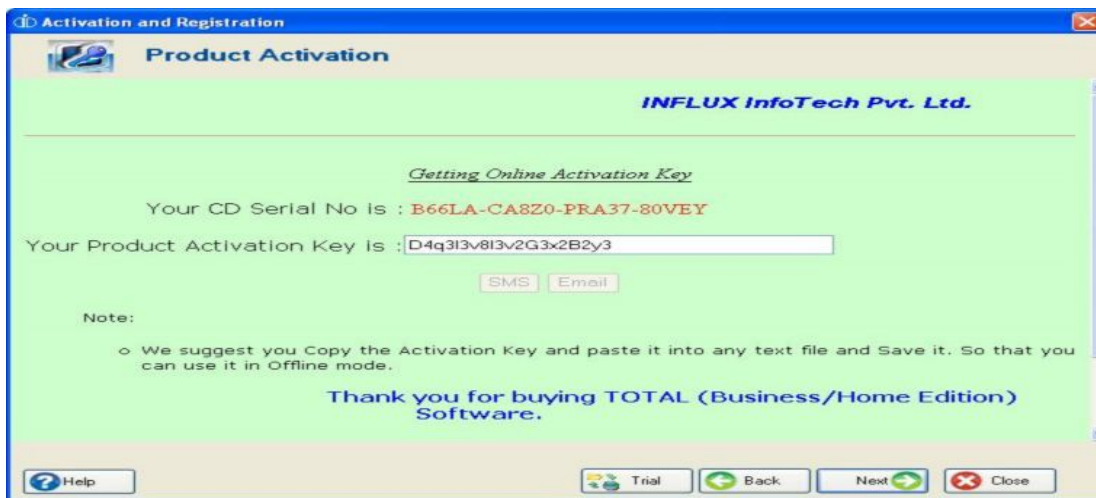 Activation and Registration
Product Activation
INFLUX InfoTech Pvt. Ltd.
Getting Online Activation Key
Your CD Serial No is : B66LA-CA8Z0-PRA37-80VEY
Your Product Activation Key is : D4q3I3v8I3v2G3x2B2y3
SMS Email
Note:
o We suggest you Copy the Activation Key and paste it into any text file and Save it. So that you
can use it in Offline mode.
Thank you for buying TOTAL (Business/Home Edition)
Software.
Help Trial Back Next Close